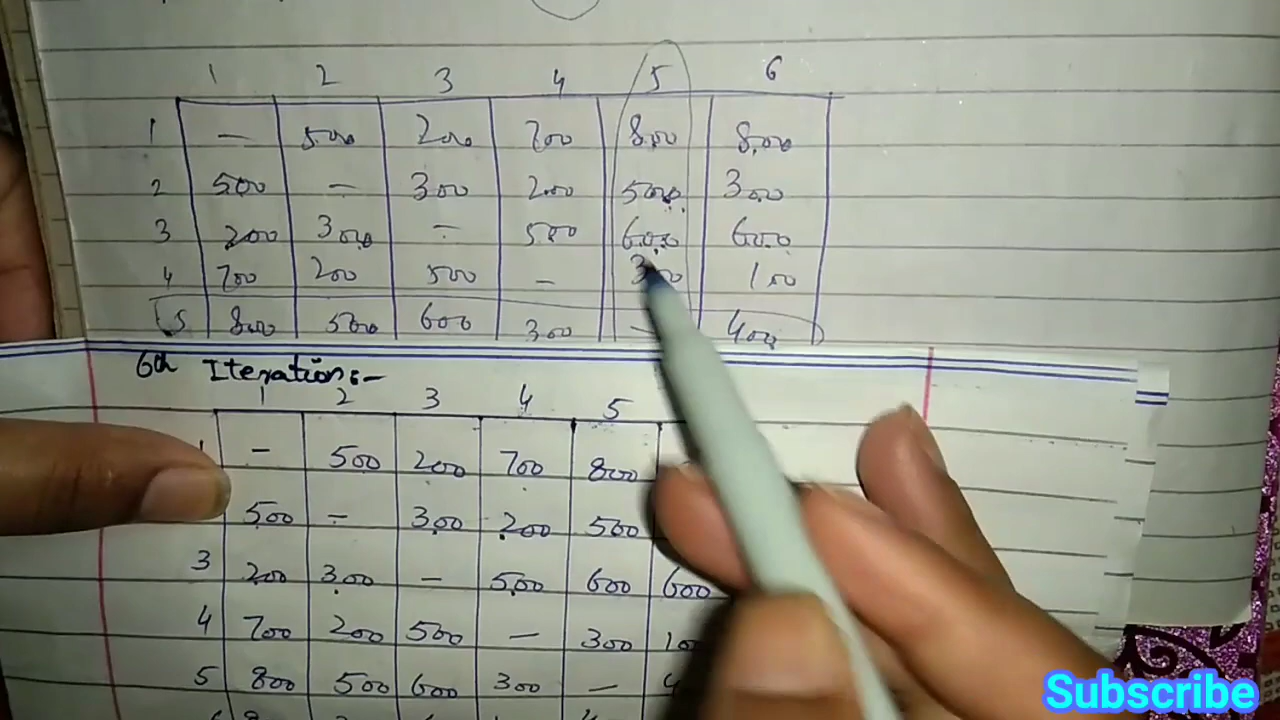 1 2 3 4 5 6
1 — 500 200 700 800 800
2 500 — 300 200 500 300
3 200 300 — 500 600 600
4 700 200 500 — 300 100
5 800 500 600 300 — 400
6th Iteration:-
1 2 3 4 5
— 500 200 700 800
500 — 300 200 500
3 200 300 — 500 600 600
4 700 200 500 — 300
5 800 500 600 300 —
Subscribe